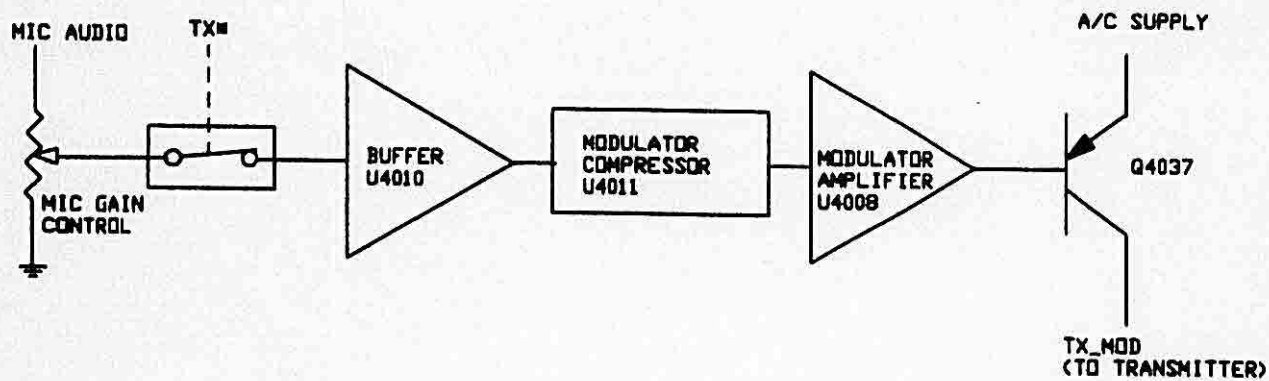 MIC AUDIO
TX*
A/C SUPPLY
BUFFER
U4010
MODULATOR
COMPRESSOR
U4011
MODULATOR
AMPLIFIER
U4008
Q4037
MIC GAIN
CONTROL
TX_MOD
(TO TRANSMITTER)